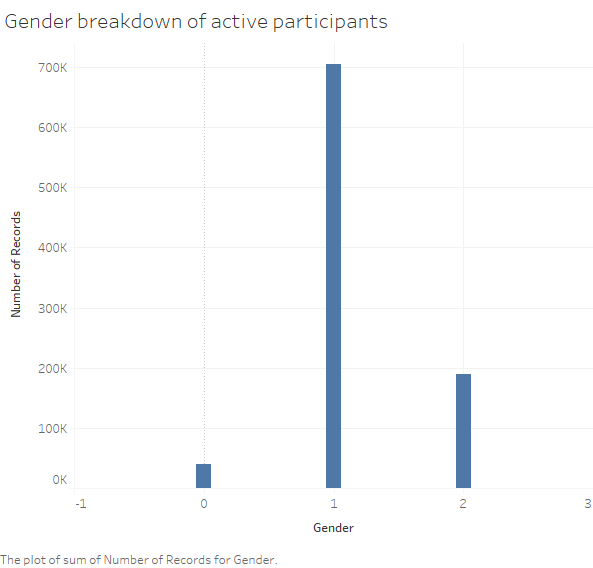 Gender breakdown of active participants
700K
600K
500K
400K
300K
200K
100K
0K
Number of Records
-1 0 1 2 3
Gender
The plot of sum of Number of Records for Gender.